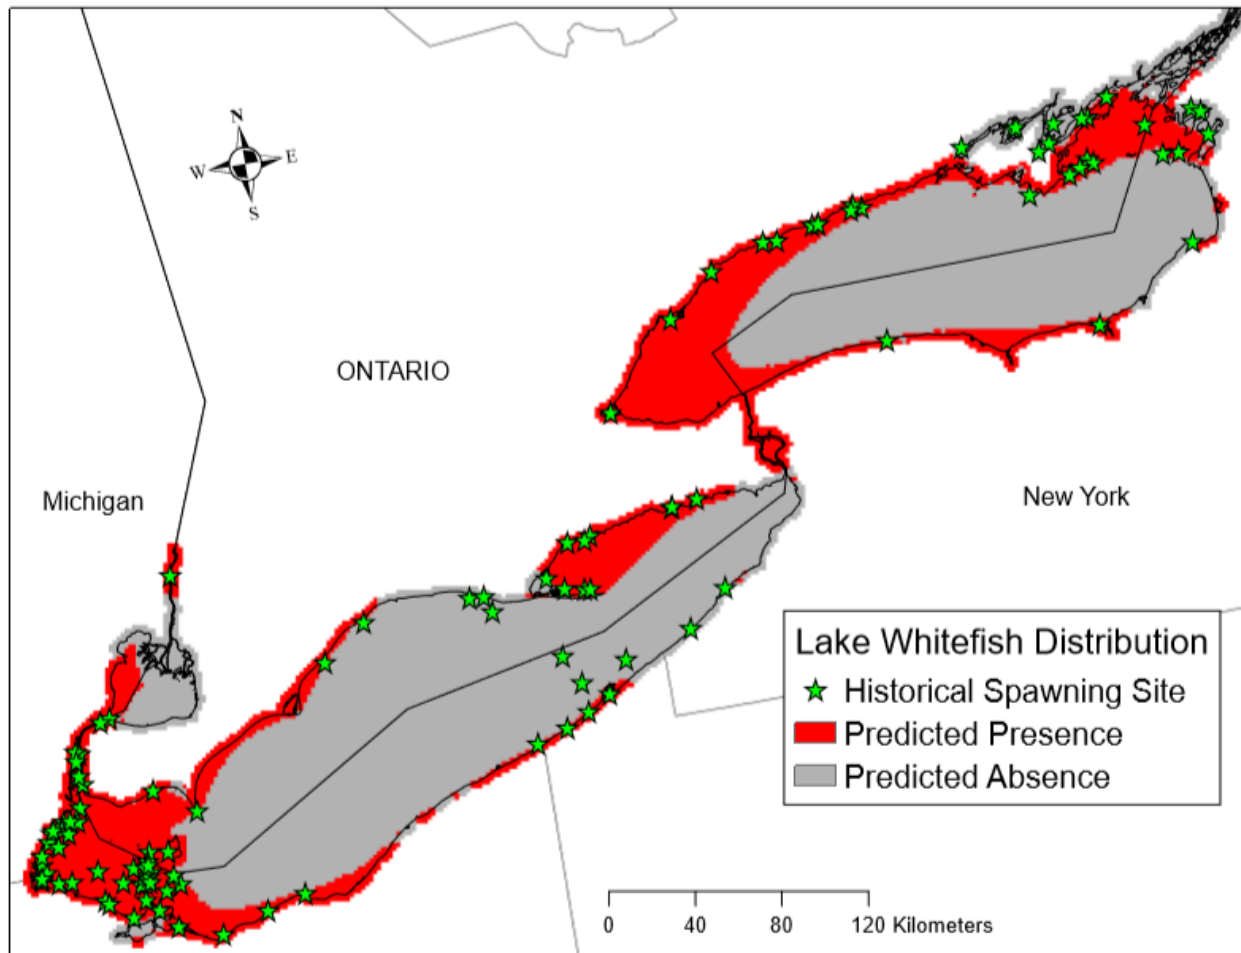 N
W
E
S
ONTARIO
Michigan
New York
Lake Whitefish Distribution
Historical Spawning Site
Predicted Presence
Predicted Absence
0 40 80 120 Kilometers